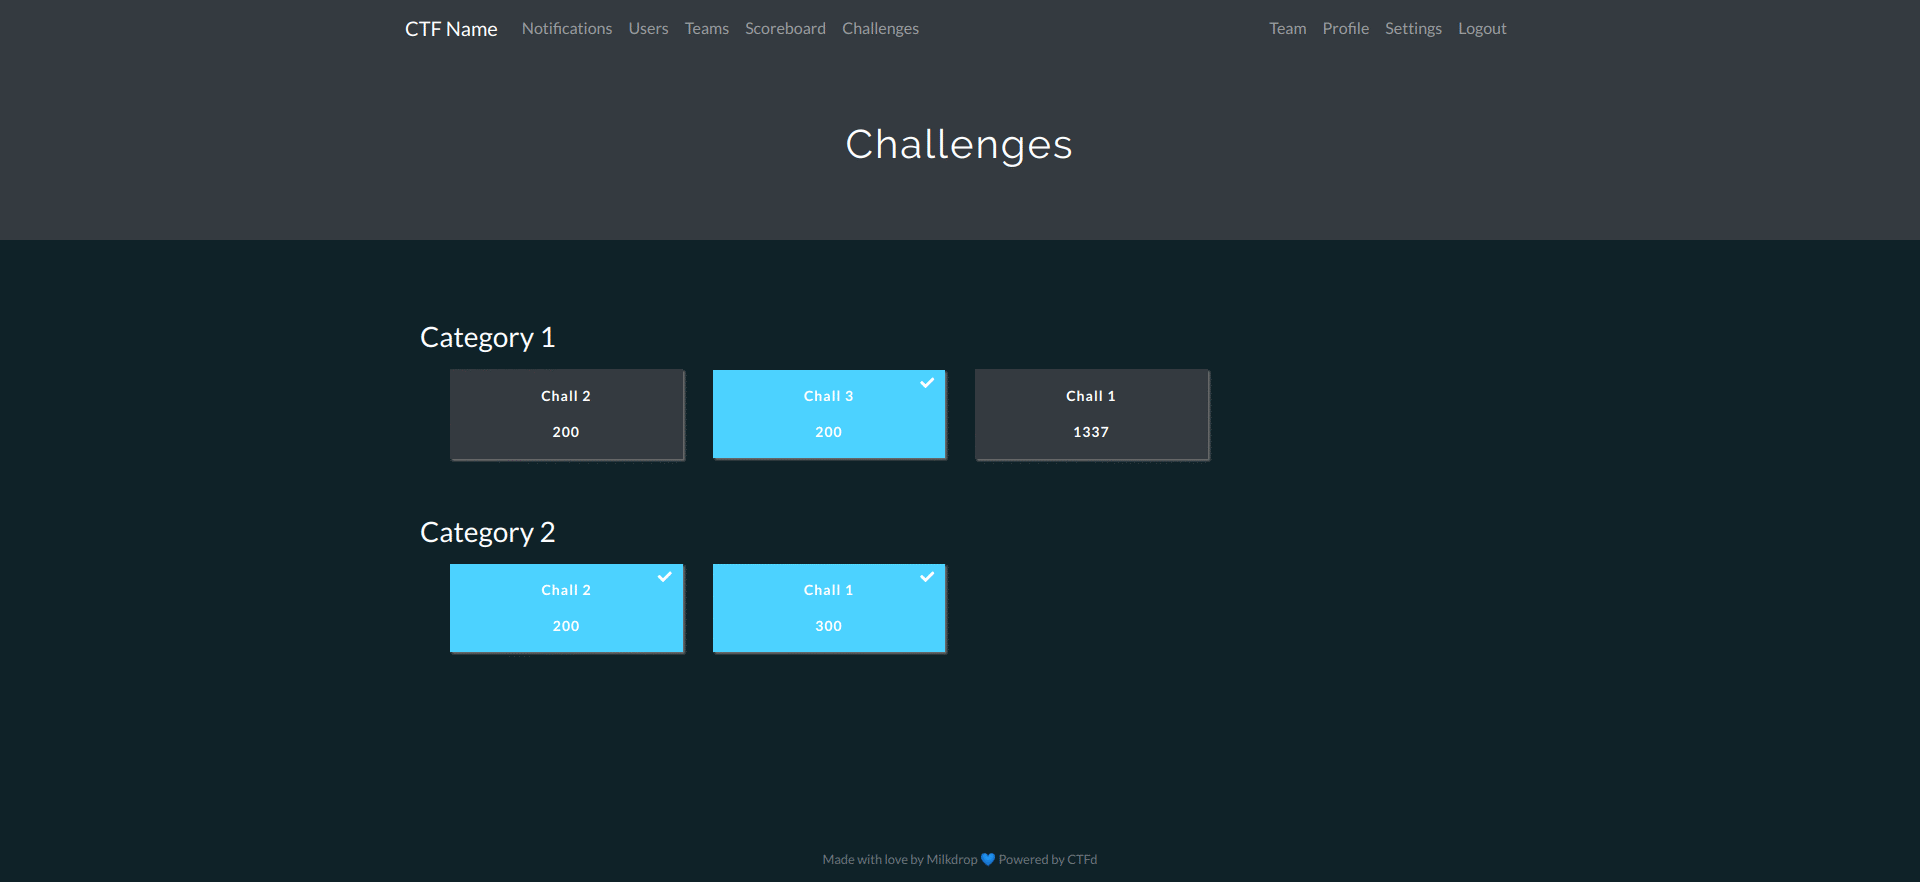 CTF Name Notifications Users Teams Scoreboard Challenges Team Profile Settings Logout
Challenges
Category 1
Chall 2
200
Chall 3
200
Chall 1
1337
Category 2
Chall 2
200
Chall 1
300
Made with love by Milkdrop 💙 Powered by CTFd